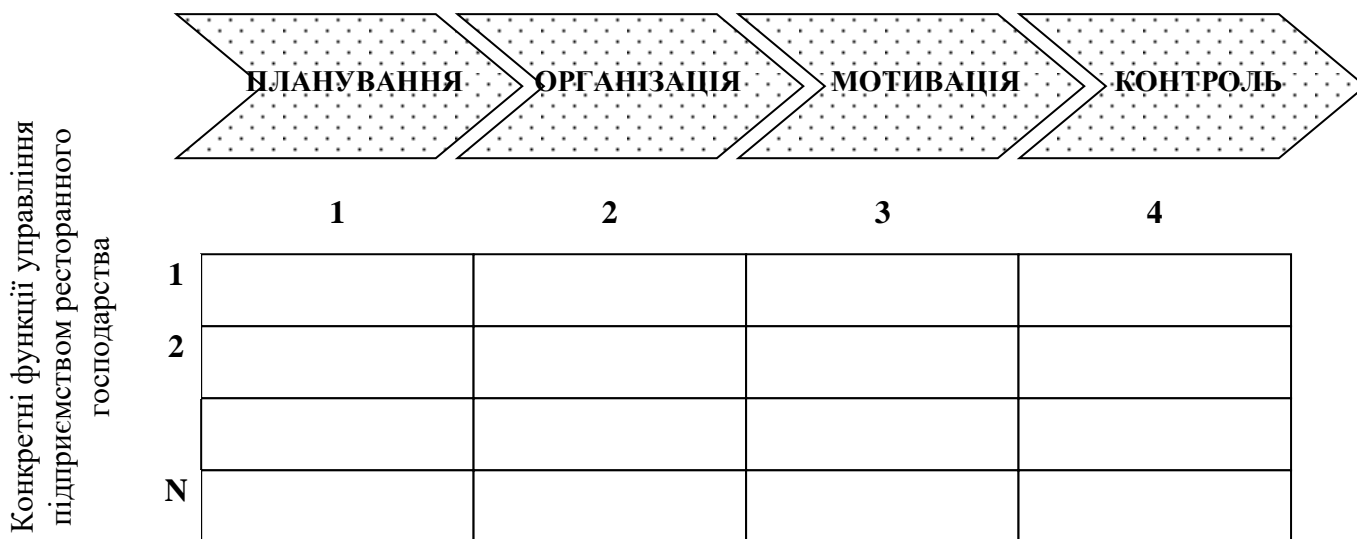 ПЛАНУВАННЯ
ОРГАНІЗАЦІЯ
МОТИВАЦІЯ
КОНТРОЛЬ
Конкретні функції управління
підприємством ресторанного
господарства
1 2 3 4
1
2
N